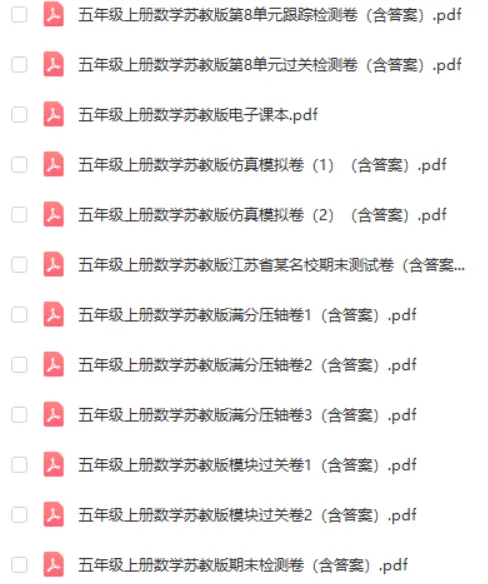 五年级上册数学苏教版第8单元跟踪检测卷（含答案）.pdf
五年级上册数学苏教版第8单元过关检测卷（含答案）.pdf
五年级上册数学苏教版电子课本.pdf
五年级上册数学苏教版仿真模拟卷（1）（含答案）.pdf
五年级上册数学苏教版仿真模拟卷（2）（含答案）.pdf
五年级上册数学苏教版江苏省某名校期末测试卷（含答案...
五年级上册数学苏教版满分压轴卷1（含答案）.pdf
五年级上册数学苏教版满分压轴卷2（含答案）.pdf
五年级上册数学苏教版满分压轴卷3（含答案）.pdf
五年级上册数学苏教版模块过关卷1（含答案）.pdf
五年级上册数学苏教版模块过关卷2（含答案）.pdf
五年级上册数学苏教版期末检测卷（含答案）.pdf